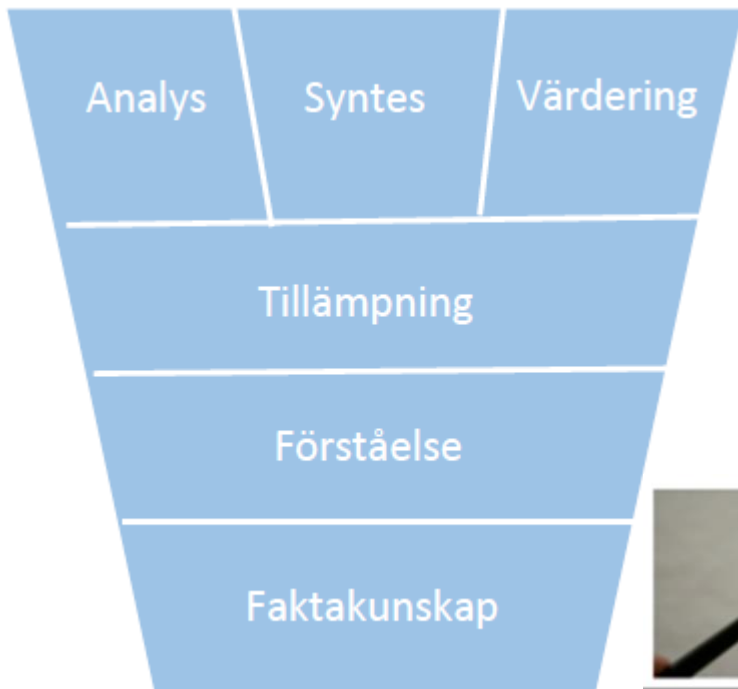 Analys Syntes Värdering
Tillämpning
Förståelse
Faktakunskap